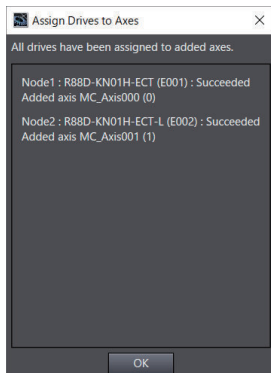 Assign Drives to Axes
All drives have been assigned to added axes.
Node1 : R88D-KN01H-ECT (E001) : Succeeded
Added axis MC_Axis000 (0)
Node2 : R88D-KN01H-ECT-L (E002) : Succeeded
Added axis MC_Axis001 (1)
OK